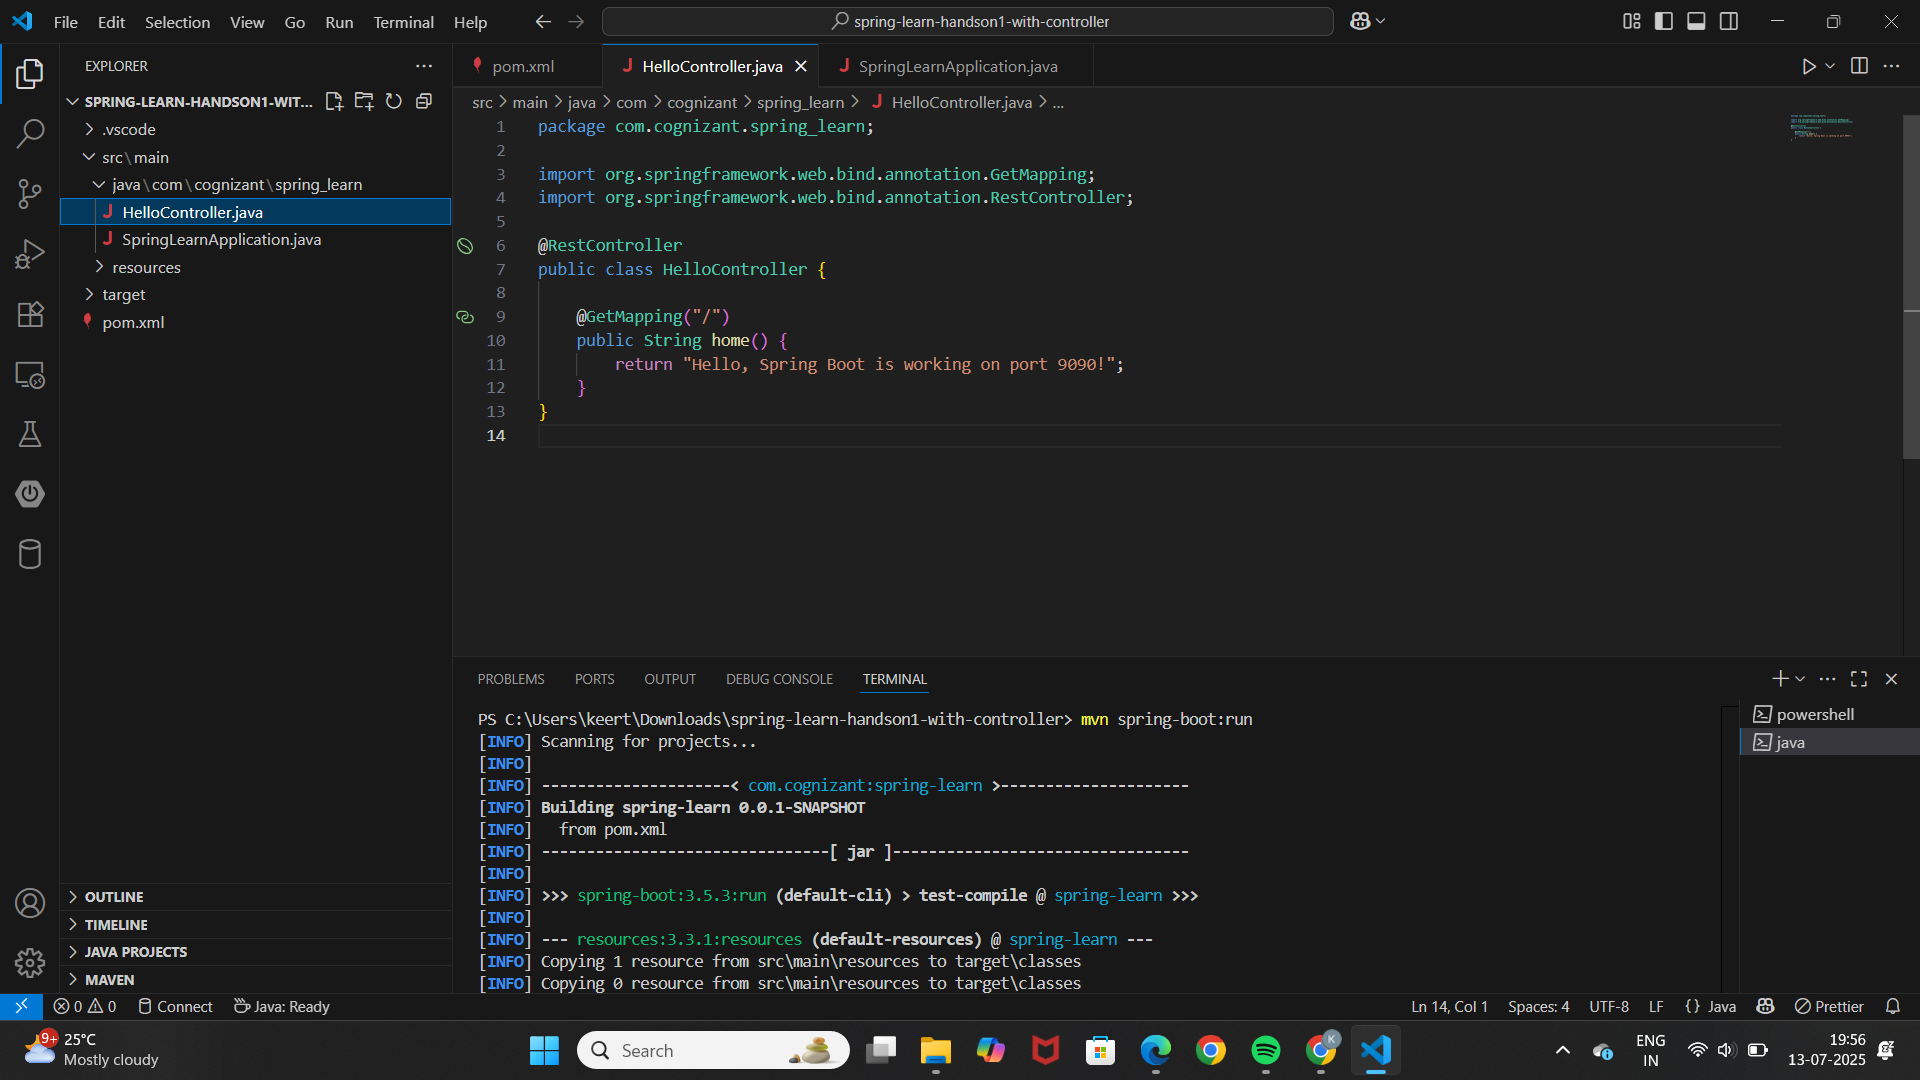 File Edit Selection View Go Run Terminal Help
spring-learn-handson1-with-controller
EXPLORER
SPRING-LEARN-HANDSON1-WIT...
.vscode
src\main
java\com\cognizant\spring_learn
HelloController.java
SpringLearnApplication.java
resources
target
pom.xml
OUTLINE
TIMELINE
JAVA PROJECTS
MAVEN
pom.xml
HelloController.java
SpringLearnApplication.java
src > main > java > com > cognizant > spring_learn > HelloController.java > ...
1 package com.cognizant.spring_learn;
2
3 import org.springframework.web.bind.annotation.GetMapping;
4 import org.springframework.web.bind.annotation.RestController;
5
6 @RestController
7 public class HelloController {
8
9 @GetMapping("/")
10 public String home() {
11 return "Hello, Spring Boot is working on port 9090!";
12 }
13 }
14
PROBLEMS PORTS OUTPUT DEBUG CONSOLE TERMINAL
PS C:\Users\keert\Downloads\spring-learn-handson1-with-controller> mvn spring-boot:run
[INFO] Scanning for projects...
[INFO]
[INFO] ---------------------< com.cognizant:spring-learn >---------------------
[INFO] Building spring-learn 0.0.1-SNAPSHOT
[INFO] from pom.xml
[INFO] --------------------------------[ jar ]---------------------------------
[INFO]
[INFO] >>> spring-boot:3.5.3:run (default-cli) > test-compile @ spring-learn >>>
[INFO]
[INFO] --- resources:3.3.1:resources (default-resources) @ spring-learn ---
[INFO] Copying 1 resource from src\main\resources to target\classes
[INFO] Copying 0 resource from src\main\resources to target\classes
powershell
java
0 0 Connect Java: Ready
Ln 14, Col 1 Spaces: 4 UTF-8 LF {} Java Prettier
9+
25°C
Mostly cloudy
Search
K
ENG
IN
19:56
13-07-2025